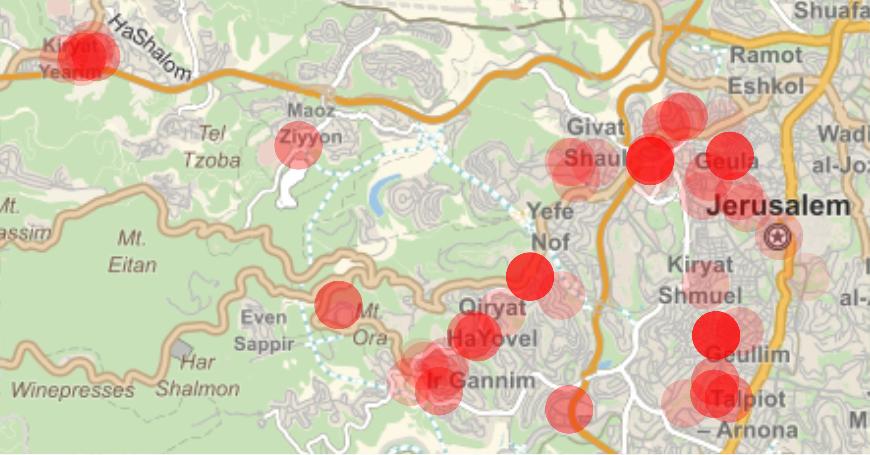 Shuafa
HaShalom
Kiryat
Yearim
Ramot
Eshkol
Maoz
Ziyyon
Tel
Tzoba
Givat
Shaul
Geula
Wadi
al-Joz
Mt.
assim
Yefe
Nof
Jerusalem
Mt.
Eitan
Kiryat
Shmuel
al-
Even
Sappir
Mt.
Ora
Qiryat
HaYovel
Geullim
Har
Shalmon
Winepresses
Ir Gannim
Talpiot
– Arnona
M